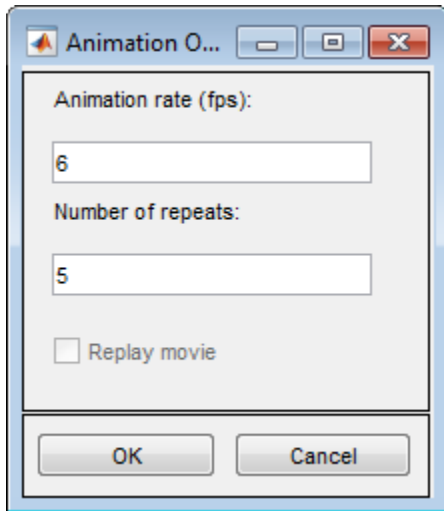 Animation O...
Animation rate (fps):
6
Number of repeats:
5
Replay movie
OK Cancel